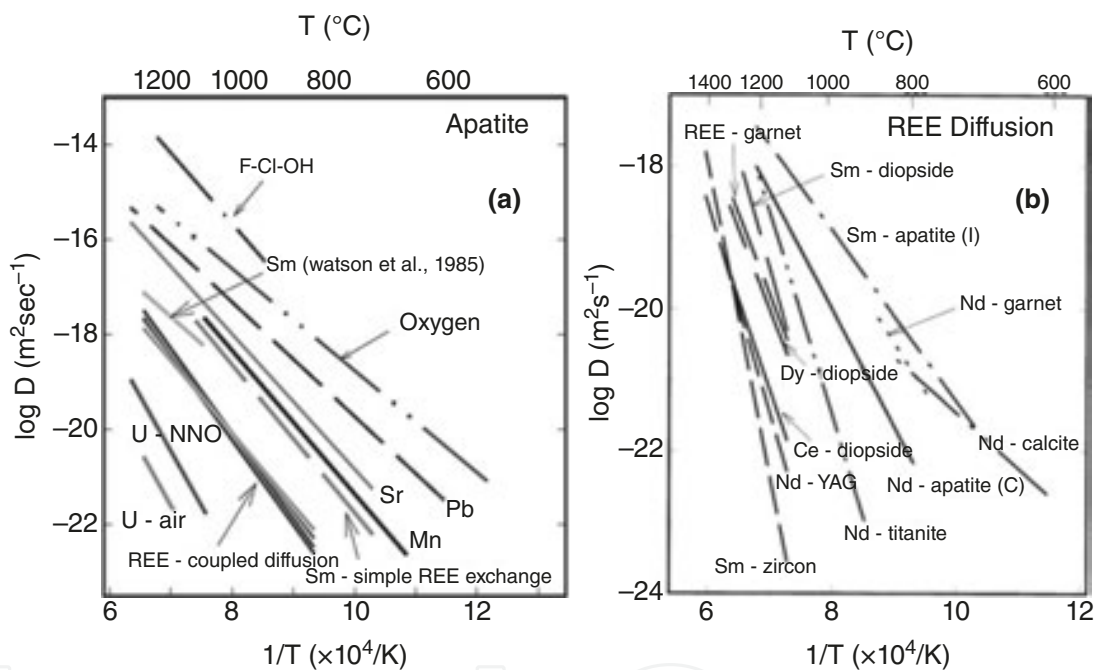 T (°C)
1200 1000 800 600
Apatite
(a)
F-Cl-OH
Sm (watson et al., 1985)
Oxygen
U - NNO
U - air
REE - coupled diffusion
Sr
Pb
Mn
Sm - simple REE exchange
–14
–16
–18
–20
–22
log D (m²sec⁻¹)
6 8 10 12
1/T (×10⁴/K)
T (°C)
1400 1200 1000 800 600
REE - garnet
REE Diffusion
Sm - diopside
(b)
Sm - apatite (I)
Nd - garnet
Dy - diopside
Ce - diopside
Nd - calcite
Nd - YAG
Nd - apatite (C)
Nd - titanite
Sm - zircon
–18
–20
–22
–24
log D (m²s⁻¹)
6 8 10 12
1/T (×10⁴/K)